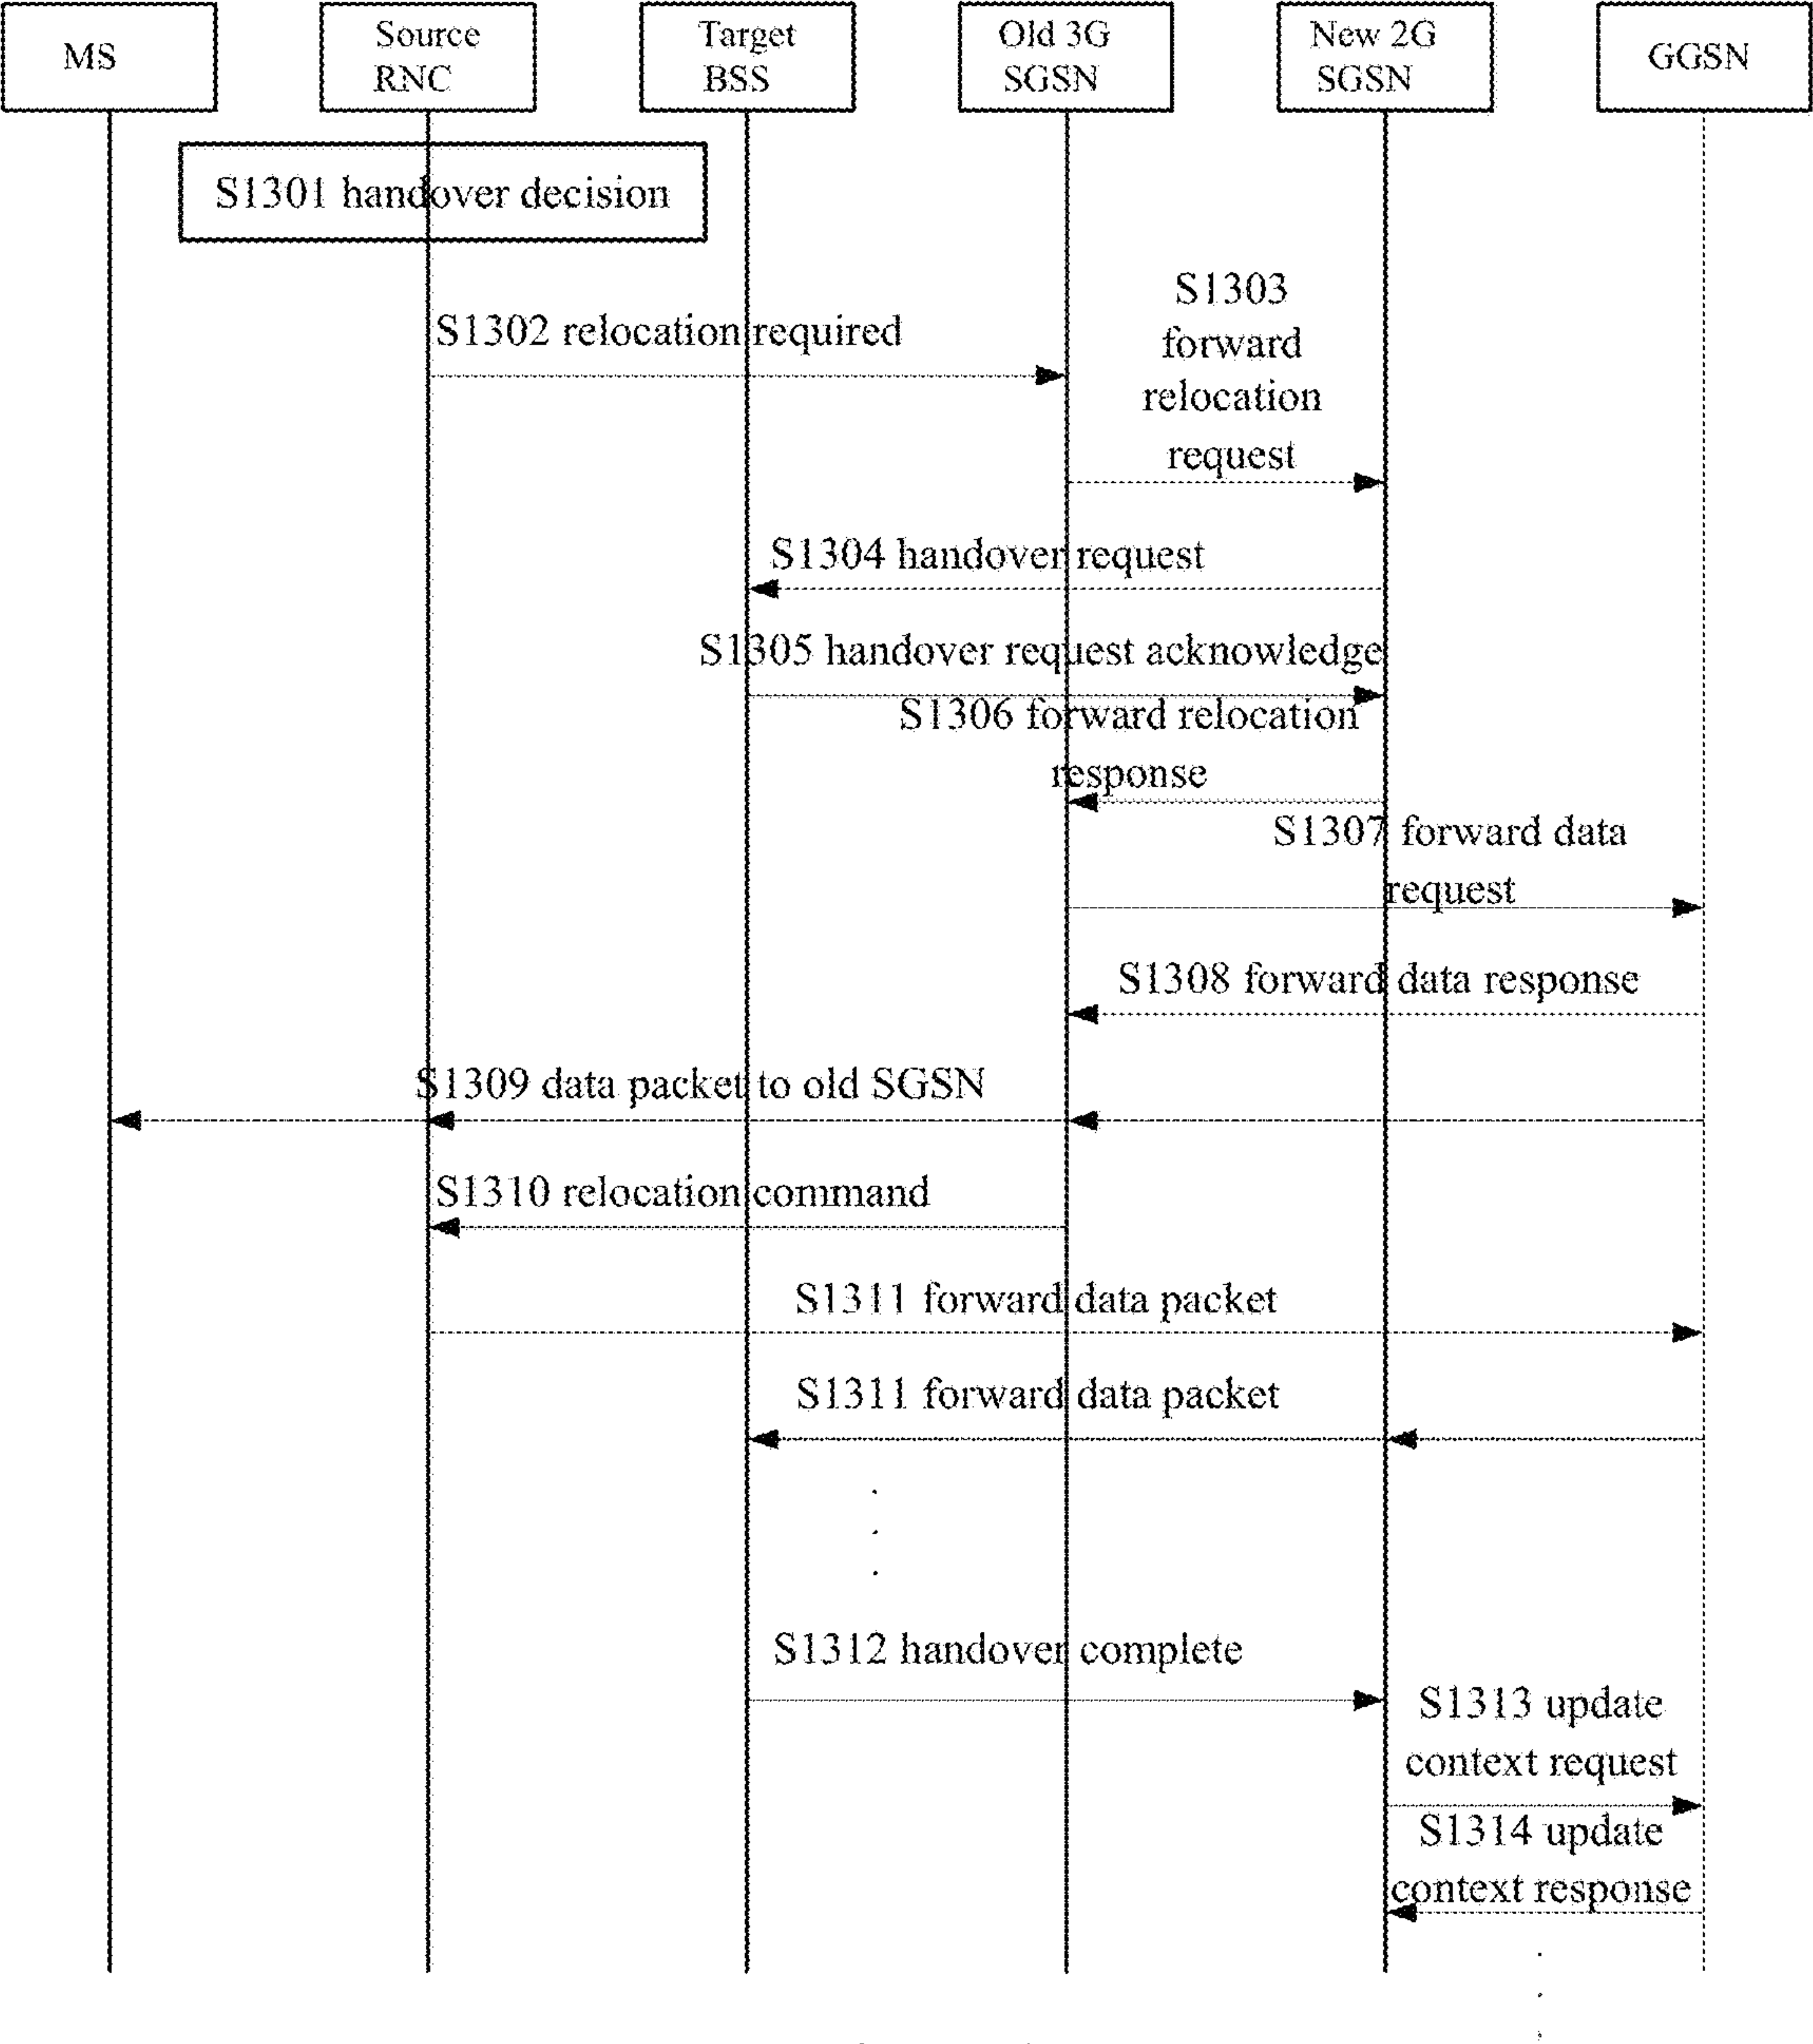 MS
Source
RNC
Target
BSS
Old 3G
SGSN
New 2G
SGSN
GGSN
S1301 handover decision
S1302 relocation required
S1303
forward
relocation
request
S1304 handover request
S1305 handover request acknowledge
S1306 forward relocation
response
S1307 forward data
request
S1308 forward data response
S1309 data packet to old SGSN
S1310 relocation command
S1311 forward data packet
S1311 forward data packet
S1312 handover complete
S1313 update
context request
S1314 update
context response